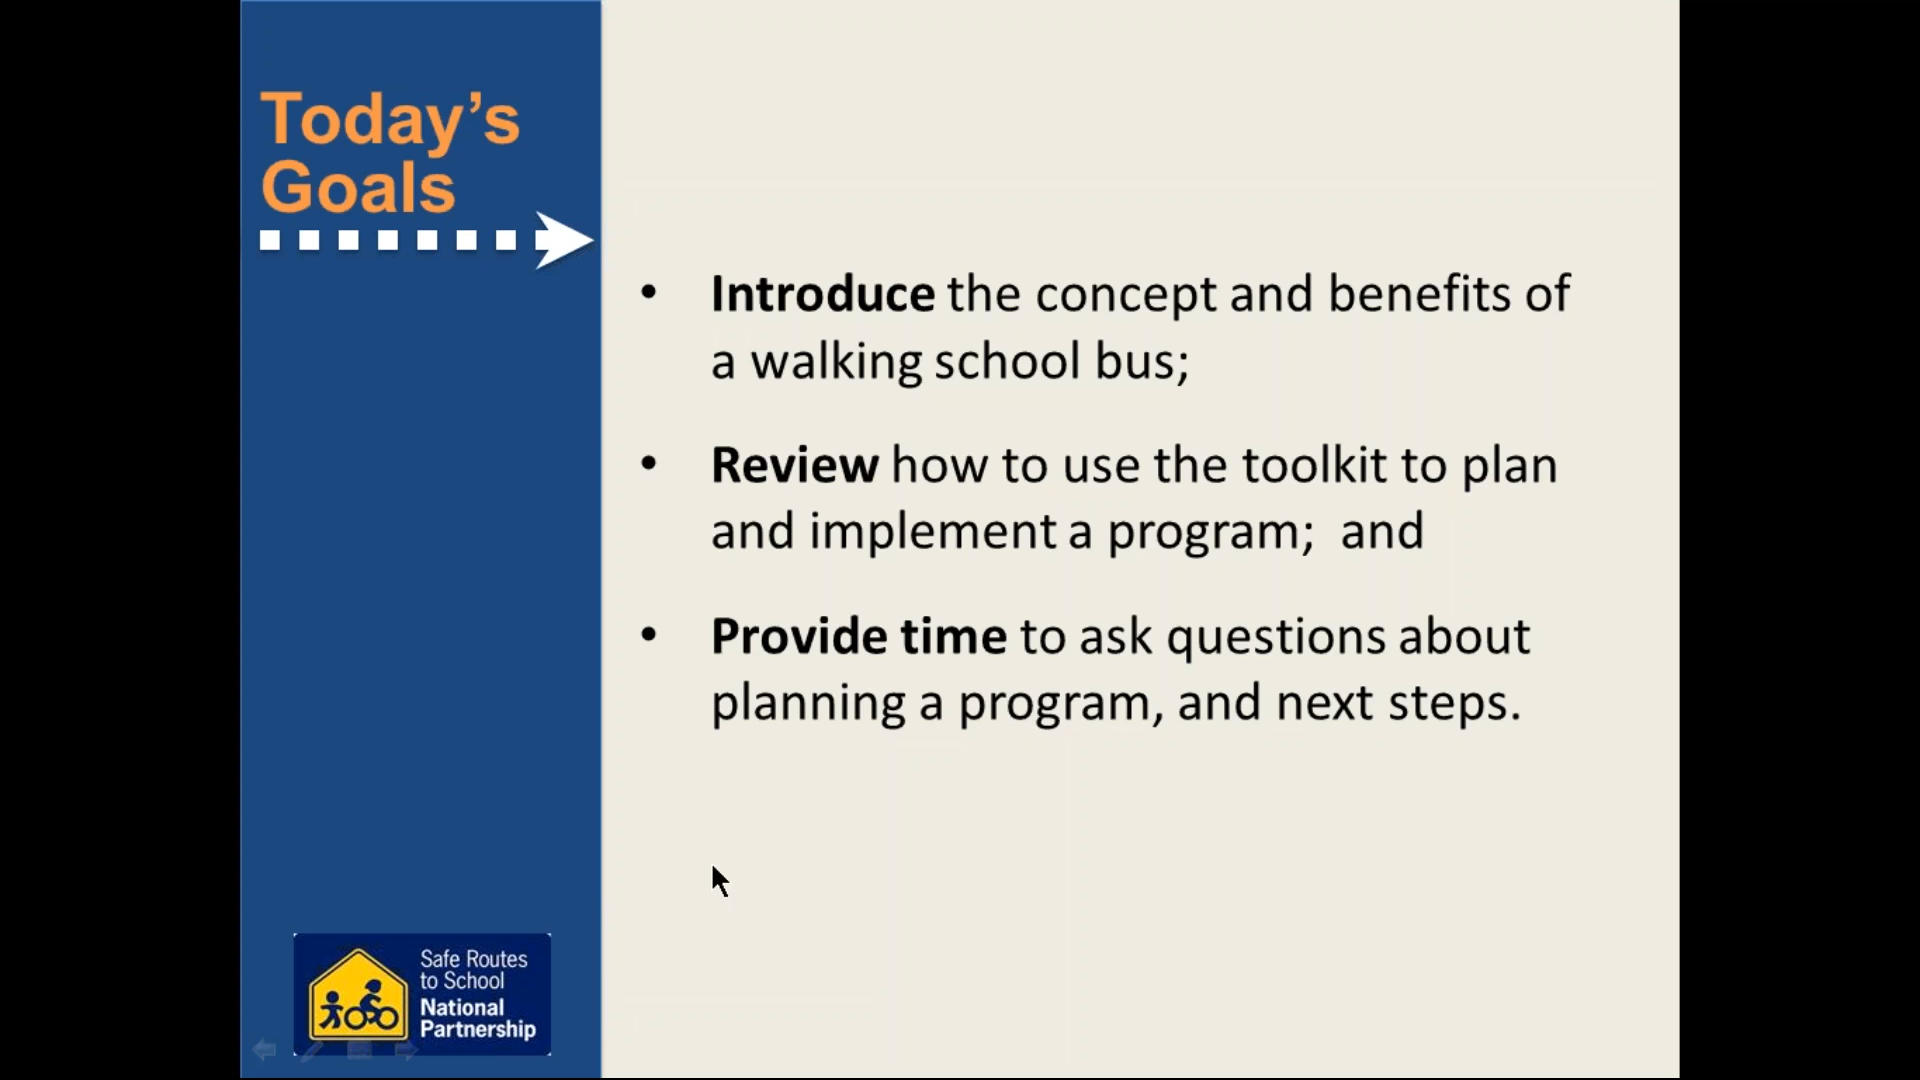 Today’s
Goals
• Introduce the concept and benefits of
a walking school bus;
• Review how to use the toolkit to plan
and implement a program;  and
• Provide time to ask questions about
planning a program, and next steps.
Safe Routes
to School
National
Partnership